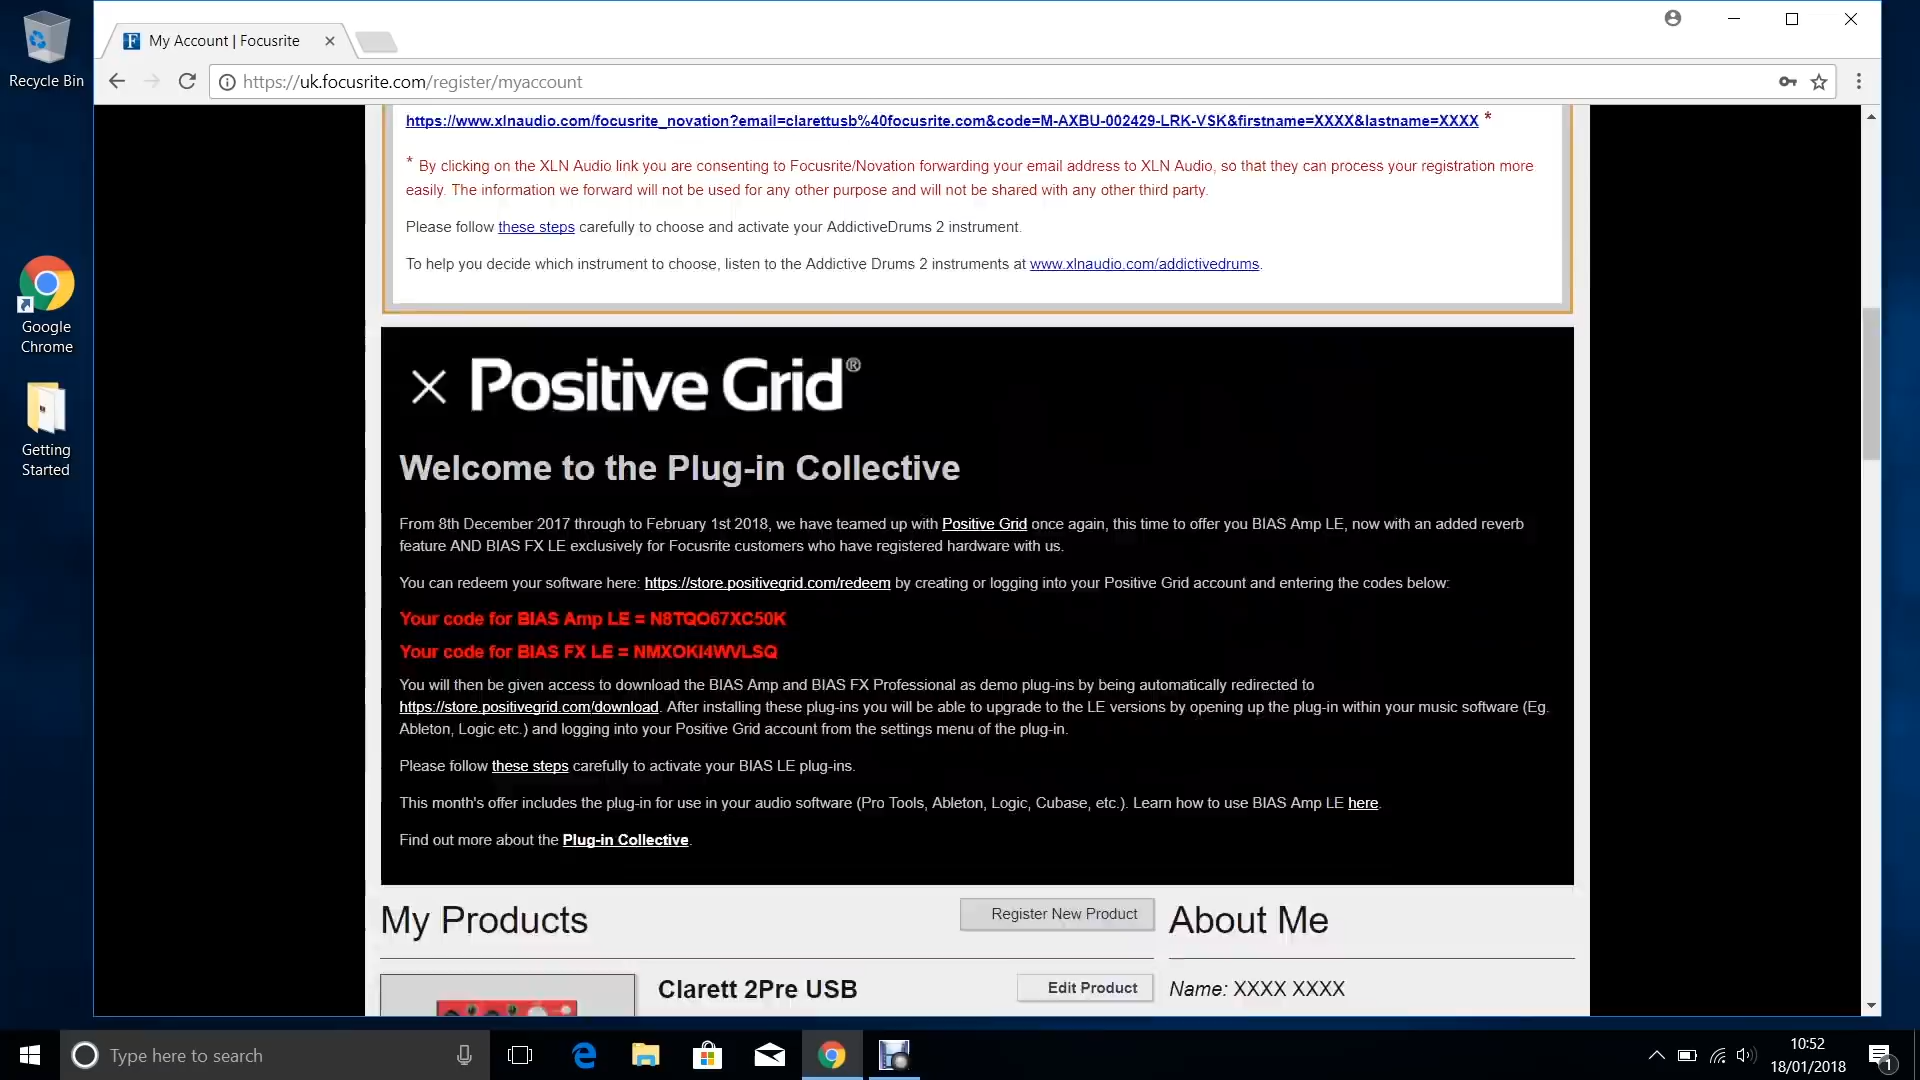 Recycle Bin
Google Chrome
Getting Started
My Account | Focusrite
https://uk.focusrite.com/register/myaccount
https://www.xlnaudio.com/focusrite_novation?email=clarettusb%40focusrite.com&code=M-AXBU-002429-LRK-VSK&firstname=XXXX&lastname=XXXX *
* By clicking on the XLN Audio link you are consenting to Focusrite/Novation forwarding your email address to XLN Audio, so that they can process your registration more
easily. The information we forward will not be used for any other purpose and will not be shared with any other third party.
Please follow these steps carefully to choose and activate your AddictiveDrums 2 instrument.
To help you decide which instrument to choose, listen to the Addictive Drums 2 instruments at www.xlnaudio.com/addictivedrums.
Positive Grid®
Welcome to the Plug-in Collective
From 8th December 2017 through to February 1st 2018, we have teamed up with Positive Grid once again, this time to offer you BIAS Amp LE, now with an added reverb
feature AND BIAS FX LE exclusively for Focusrite customers who have registered hardware with us.
You can redeem your software here: https://store.positivegrid.com/redeem by creating or logging into your Positive Grid account and entering the codes below:
Your code for BIAS Amp LE = N8TQO67XC50K
Your code for BIAS FX LE = NMXOKI4WVLSQ
You will then be given access to download the BIAS Amp and BIAS FX Professional as demo plug-ins by being automatically redirected to
https://store.positivegrid.com/download. After installing these plug-ins you will be able to upgrade to the LE versions by opening up the plug-in within your music software (Eg.
Ableton, Logic etc.) and logging into your Positive Grid account from the settings menu of the plug-in.
Please follow these steps carefully to activate your BIAS LE plug-ins.
This month's offer includes the plug-in for use in your audio software (Pro Tools, Ableton, Logic, Cubase, etc.). Learn how to use BIAS Amp LE here.
Find out more about the Plug-in Collective.
My Products
Register New Product
About Me
Clarett 2Pre USB
Edit Product
Name: XXXX XXXX
Type here to search
10:52
18/01/2018
1